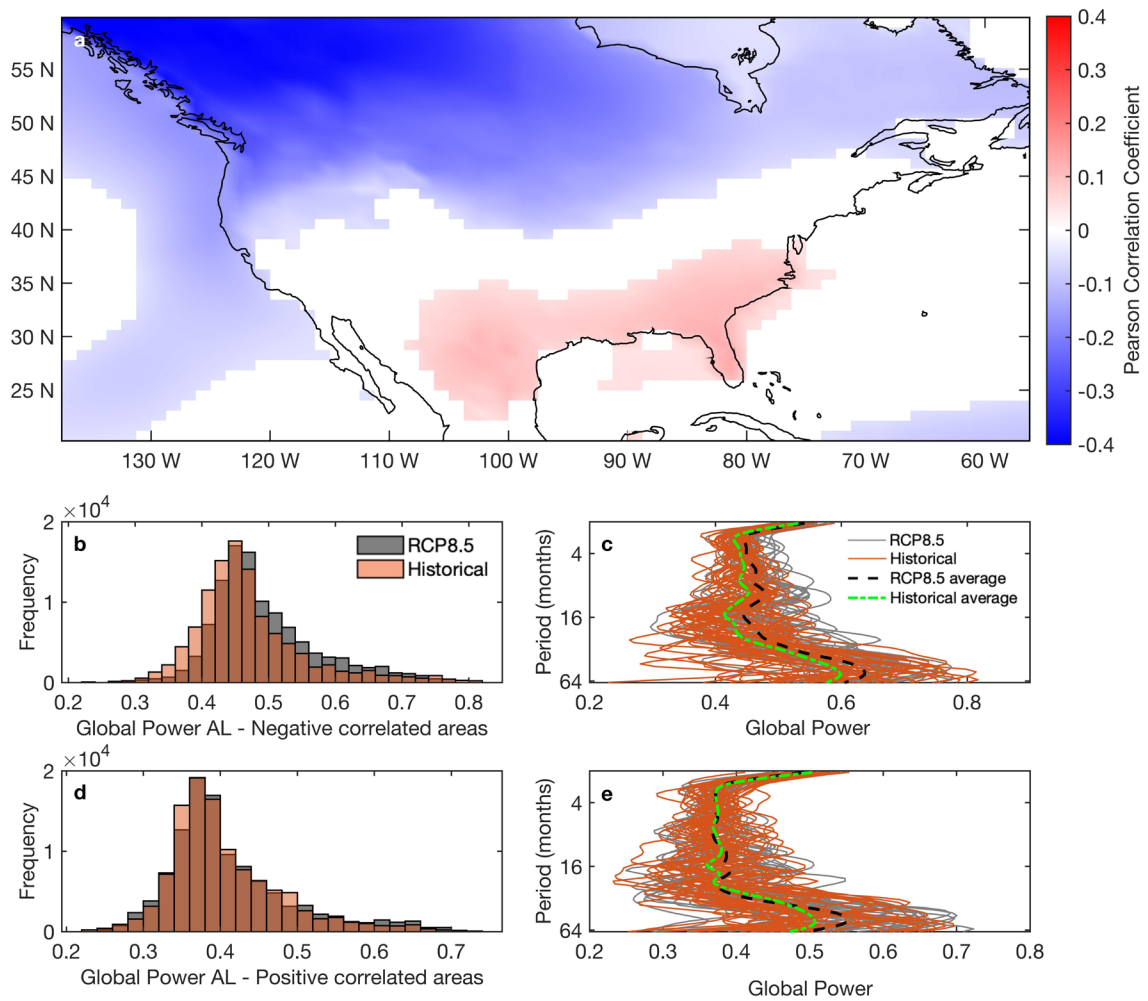 a
55 N
50 N
45 N
40 N
35 N
30 N
25 N
130 W 120 W 110 W 100 W 90 W 80 W 70 W 60 W
0.4
0.3
0.2
0.1
0
-0.1
-0.2
-0.3
-0.4
Pearson Correlation Coefficient
×10⁴
b
RCP8.5
Historical
2
1
0
Frequency
0.2 0.3 0.4 0.5 0.6 0.7 0.8
Global Power AL - Negative correlated areas
c
RCP8.5
Historical
RCP8.5 average
Historical average
4
16
64
Period (months)
0.2 0.4 0.6 0.8
Global Power
×10⁴
d
2
1
0
Frequency
0.2 0.3 0.4 0.5 0.6 0.7
Global Power AL - Positive correlated areas
e
4
16
64
Period (months)
0.2 0.3 0.4 0.5 0.6 0.7 0.8
Global Power